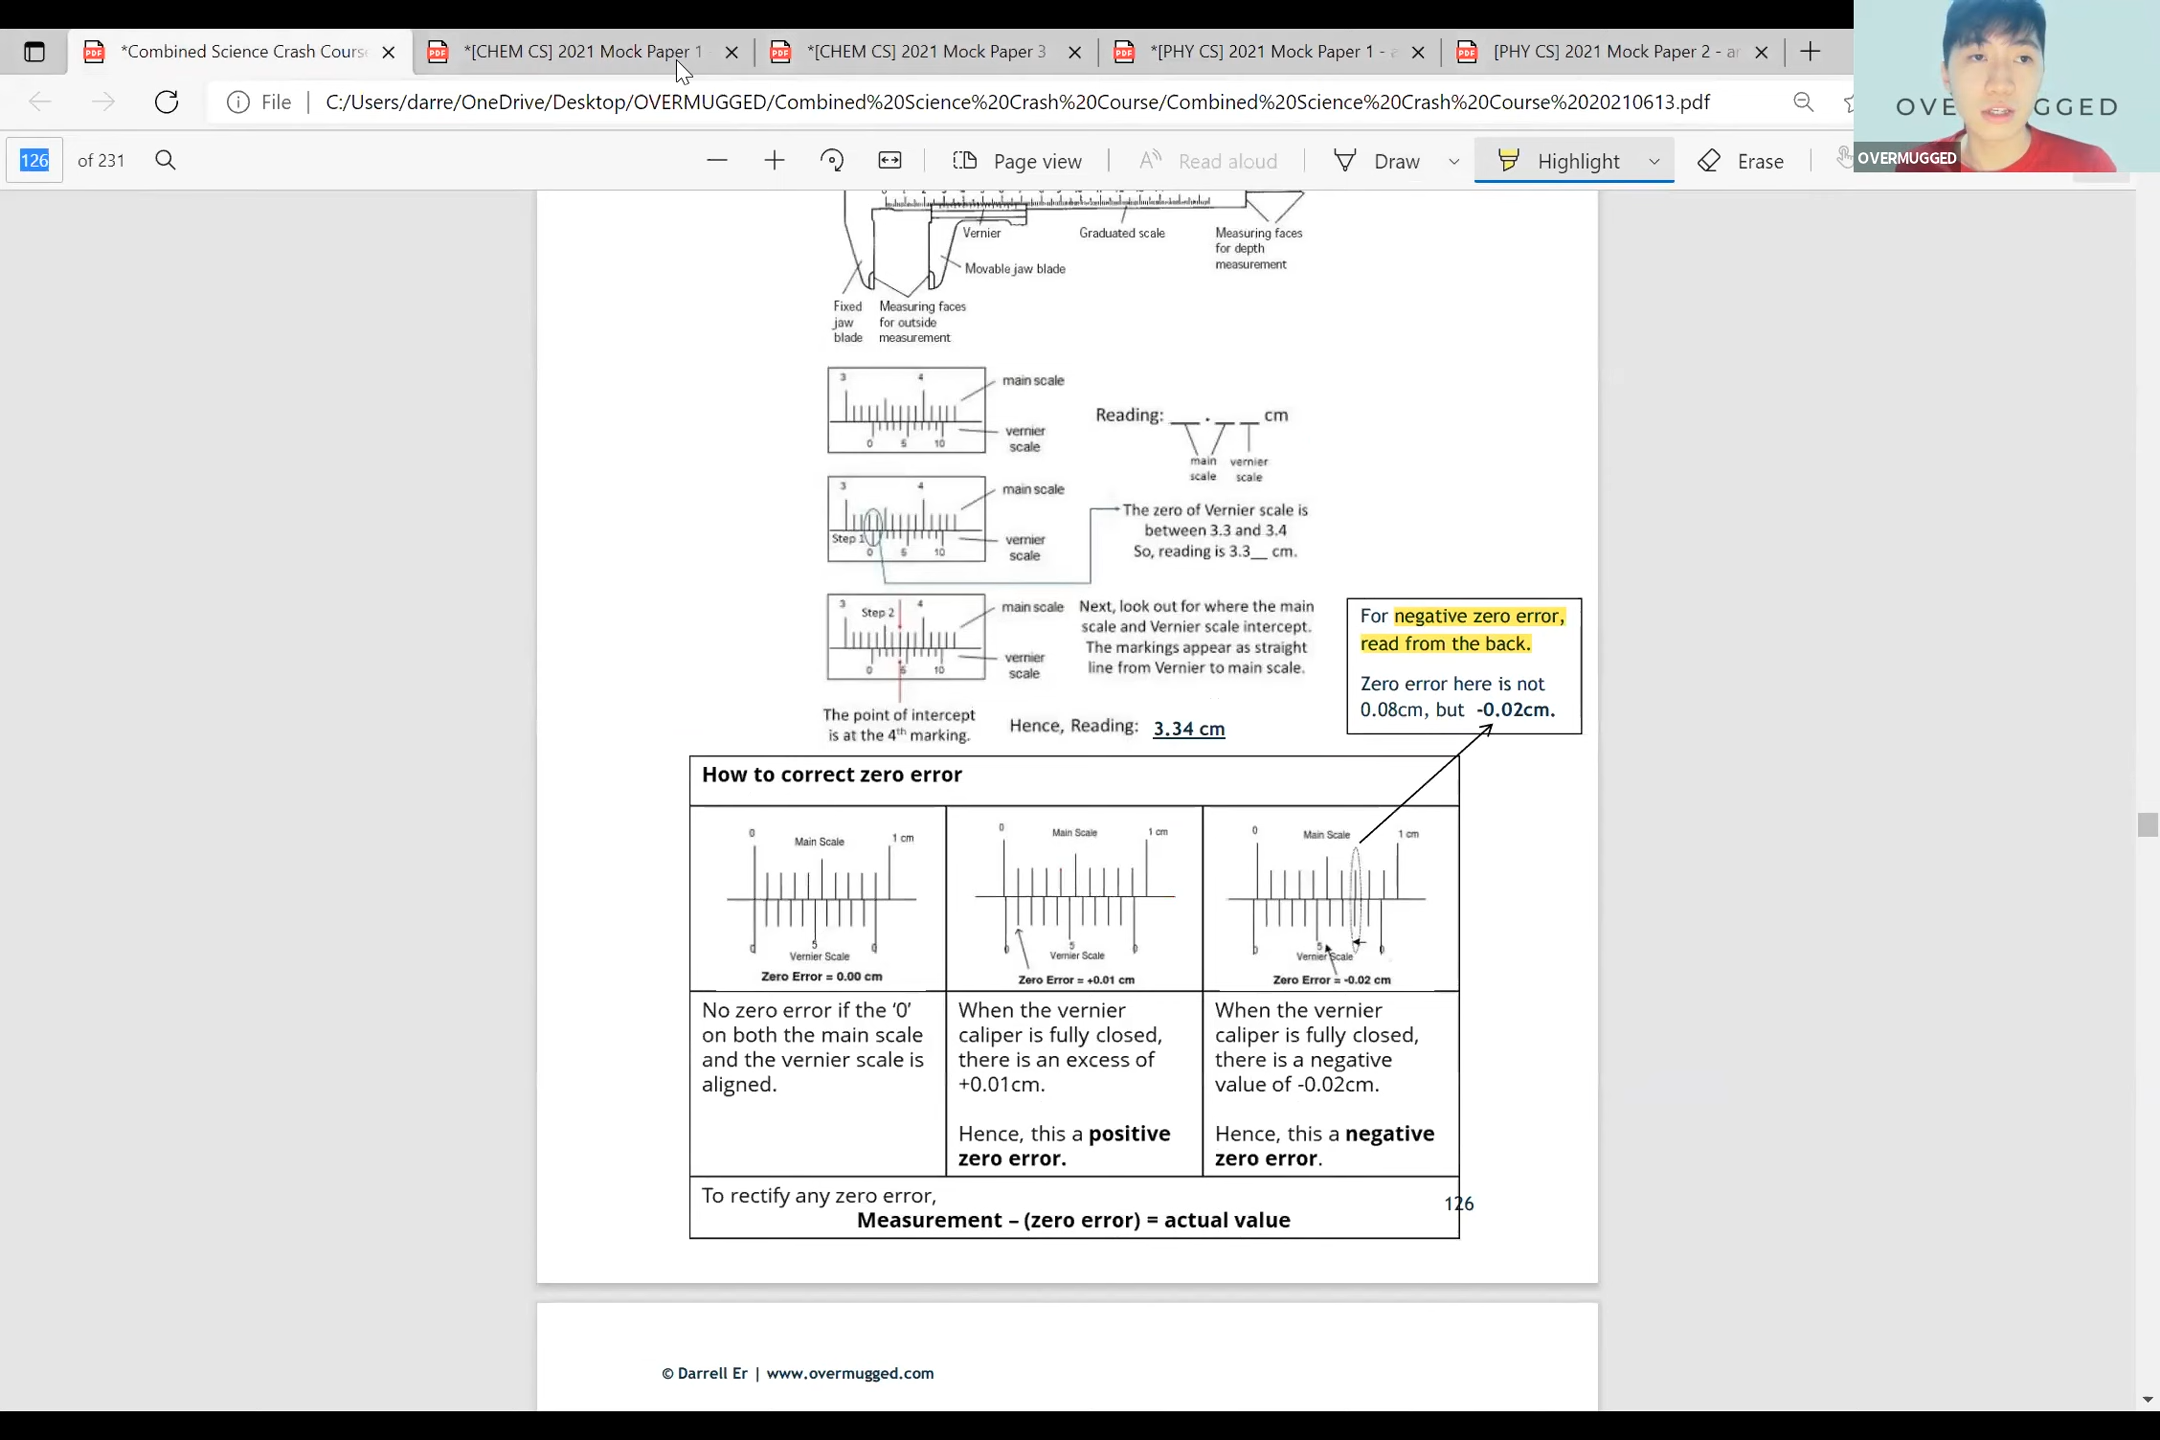 *Combined Science Crash Cours
*[CHEM CS] 2021 Mock Paper 1
*[CHEM CS] 2021 Mock Paper 3
*[PHY CS] 2021 Mock Paper 1 - a
[PHY CS] 2021 Mock Paper 2 - an
File
C:/Users/darre/OneDrive/Desktop/OVERMUGGED/Combined%20Science%20Crash%20Course/Combined%20Science%20Crash%20Course%2020210613.pdf
OVE UGGED
OVERMUGGED
126 of 231
Page view
Read aloud
Draw
Highlight
Erase
Vernier
Graduated scale
Measuring faces
for depth
measurement
Movable jaw blade
Fixed
jaw
blade
Measuring faces
for outside
measurement
3 4
main scale
vernier
scale
0 5 10
Reading: __ . __ __ cm
main
scale
vernier
scale
3 4
main scale
Step 1
0 5 10
vernier
scale
The zero of Vernier scale is
between 3.3 and 3.4
So, reading is 3.3__ cm.
3 Step 2 4
main scale
vernier
scale
0 5 10
Next, look out for where the main
scale and Vernier scale intercept.
The markings appear as straight
line from Vernier to main scale.
The point of intercept
is at the 4th marking.
Hence, Reading: 3.34 cm
For negative zero error,
read from the back.
Zero error here is not
0.08cm, but -0.02cm.
How to correct zero error
0 Main Scale 1 cm
0 5 0
Vernier Scale
Zero Error = 0.00 cm
0 Main Scale 1 cm
0 5 0
Vernier Scale
Zero Error = +0.01 cm
0 Main Scale 1 cm
0 5 0
Vernier Scale
Zero Error = -0.02 cm
No zero error if the ‘0’
on both the main scale
and the vernier scale is
aligned.
When the vernier
caliper is fully closed,
there is an excess of
+0.01cm.
Hence, this a positive
zero error.
When the vernier
caliper is fully closed,
there is a negative
value of -0.02cm.
Hence, this a negative
zero error.
To rectify any zero error,
Measurement – (zero error) = actual value
126
© Darrell Er | www.overmugged.com